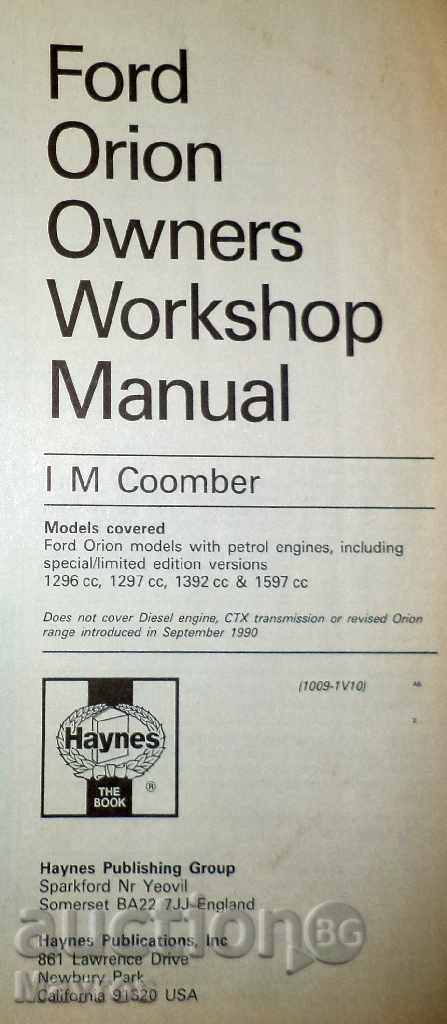 Ford
Orion
Owners
Workshop
Manual
I M Coomber
Models covered
Ford Orion models with petrol engines, including
special/limited edition versions
1296 cc, 1297 cc, 1392 cc & 1597 cc
Does not cover Diesel engine, CTX transmission or revised Orion
range introduced in September 1990
(1009-1V10)
AB
Haynes
THE
BOOK
®
Haynes Publishing Group
Sparkford Nr Yeovil
Somerset BA22 7JJ England
auction BG
Haynes Publications, Inc
861 Lawrence Drive
Newbury Park
California 91320 USA